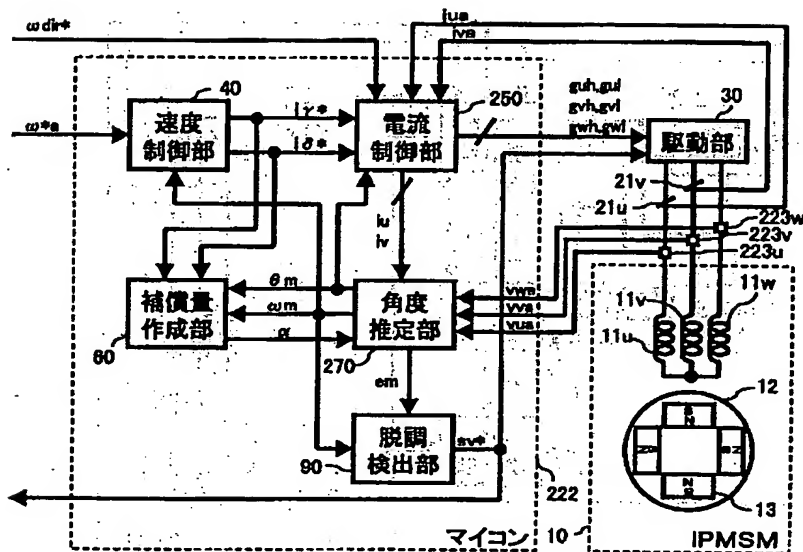 ωdir*
iua
iva
40
250
guh,gul
gvh,gvl
gwh,gwl
30
ω*a
速度
制御部
iγ*
iδ*
電流
制御部
駆動部
21v
21u
iu
iv
223w
223v
223u
θm
ωm
α
補償量
作成部
角度
推定部
vwa
vva
vua
11w
11v
11u
60
270
em
12
脱調
検出部
*v*
90
222
13
マイコン
10
IPMSM
S
N
N
S
S
N
N
S